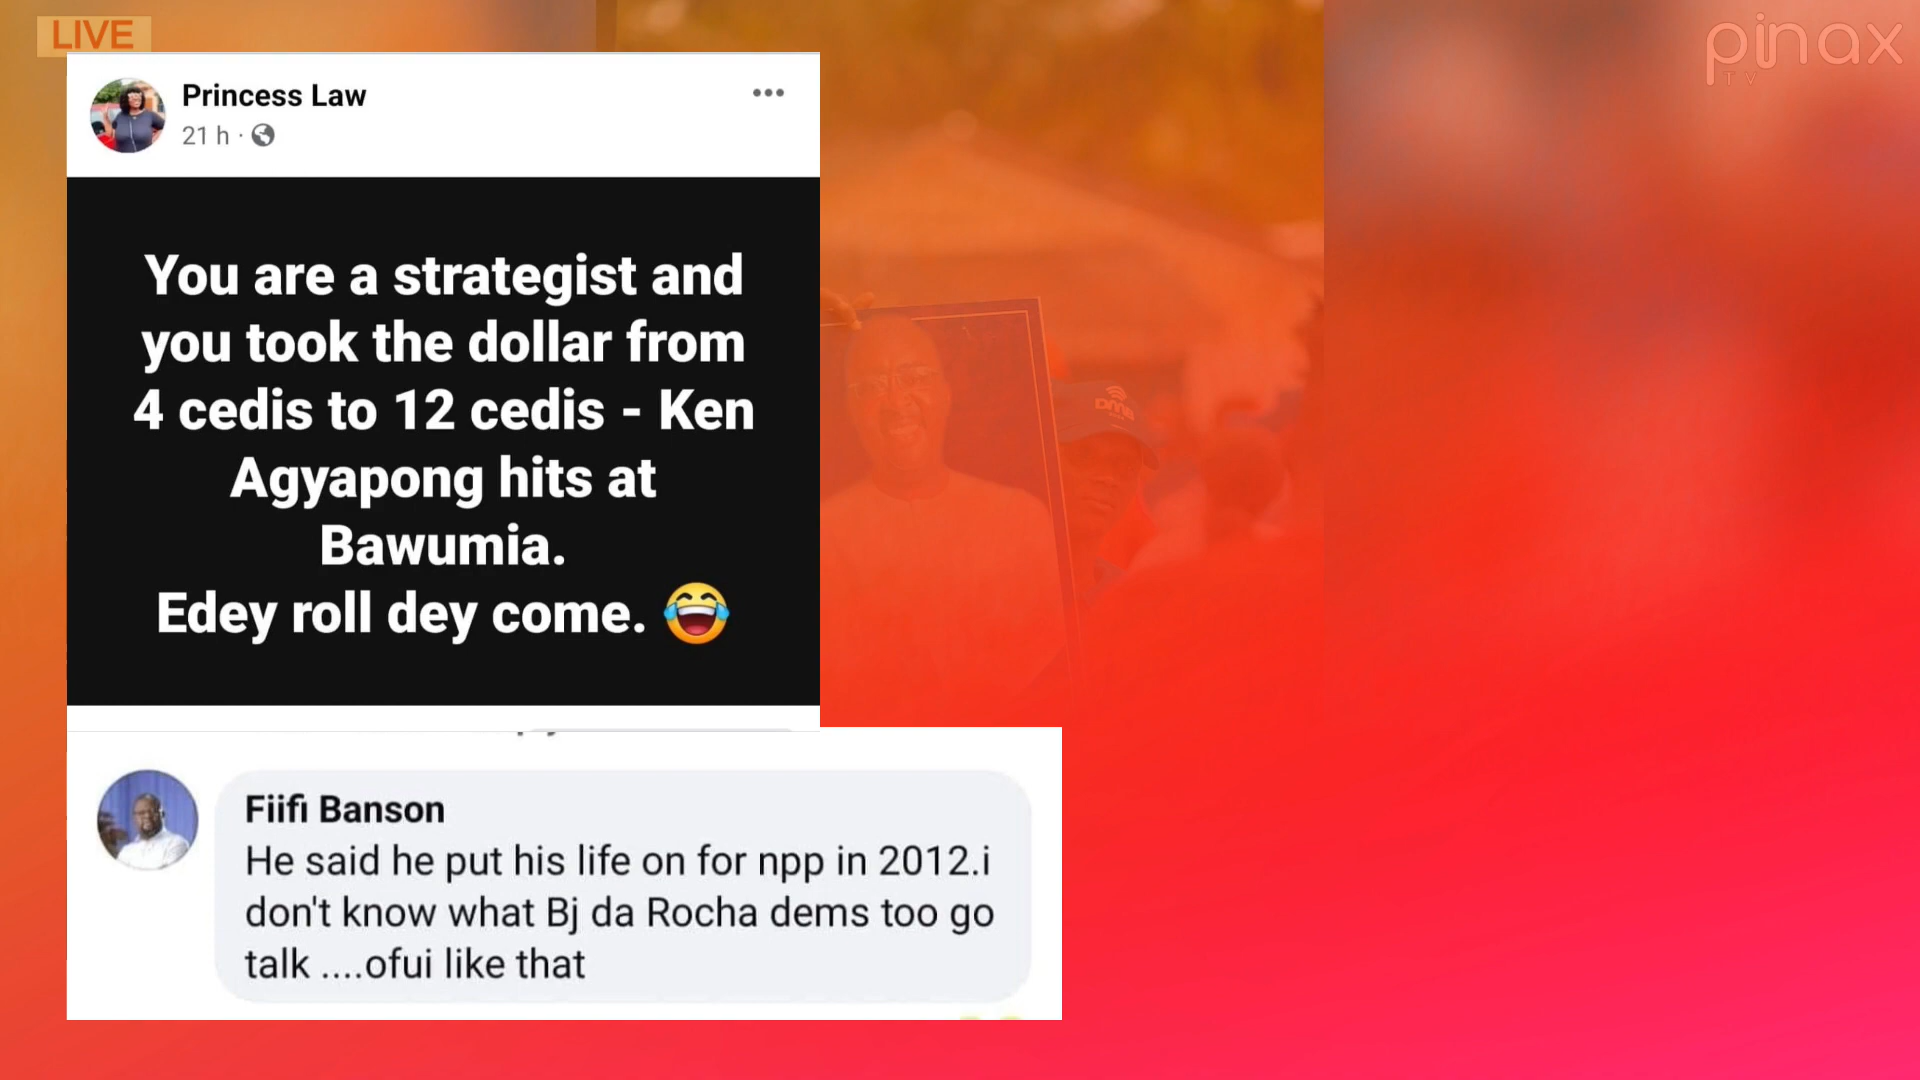 LIVE
pinax
TV
Princess Law
21 h ·
You are a strategist and
you took the dollar from
4 cedis to 12 cedis - Ken
Agyapong hits at
Bawumia.
Edey roll dey come. 😂
DMB
Fiifi Banson
He said he put his life on for npp in 2012.i
don't know what Bj da Rocha dems too go
talk ....ofui like that